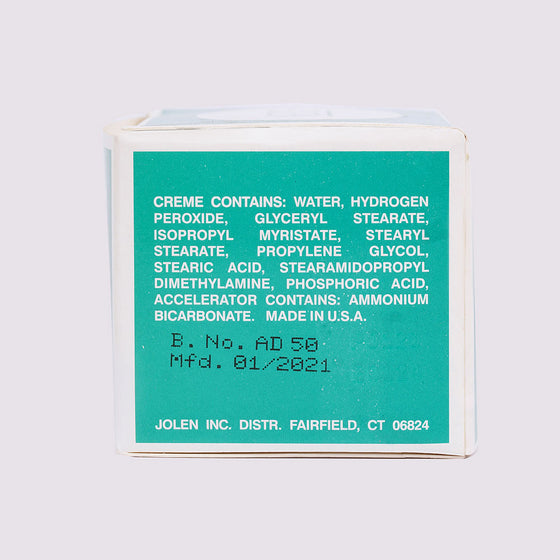 CREME CONTAINS: WATER, HYDROGEN
PEROXIDE, GLYCERYL STEARATE,
ISOPROPYL MYRISTATE, STEARYL
STEARATE, PROPYLENE GLYCOL,
STEARIC ACID, STEARAMIDOPROPYL
DIMETHYLAMINE, PHOSPHORIC ACID,
ACCELERATOR CONTAINS: AMMONIUM
BICARBONATE. MADE IN U.S.A.
B. No. AD 50
Mfd. 01/2021
JOLEN INC. DISTR. FAIRFIELD, CT 06824